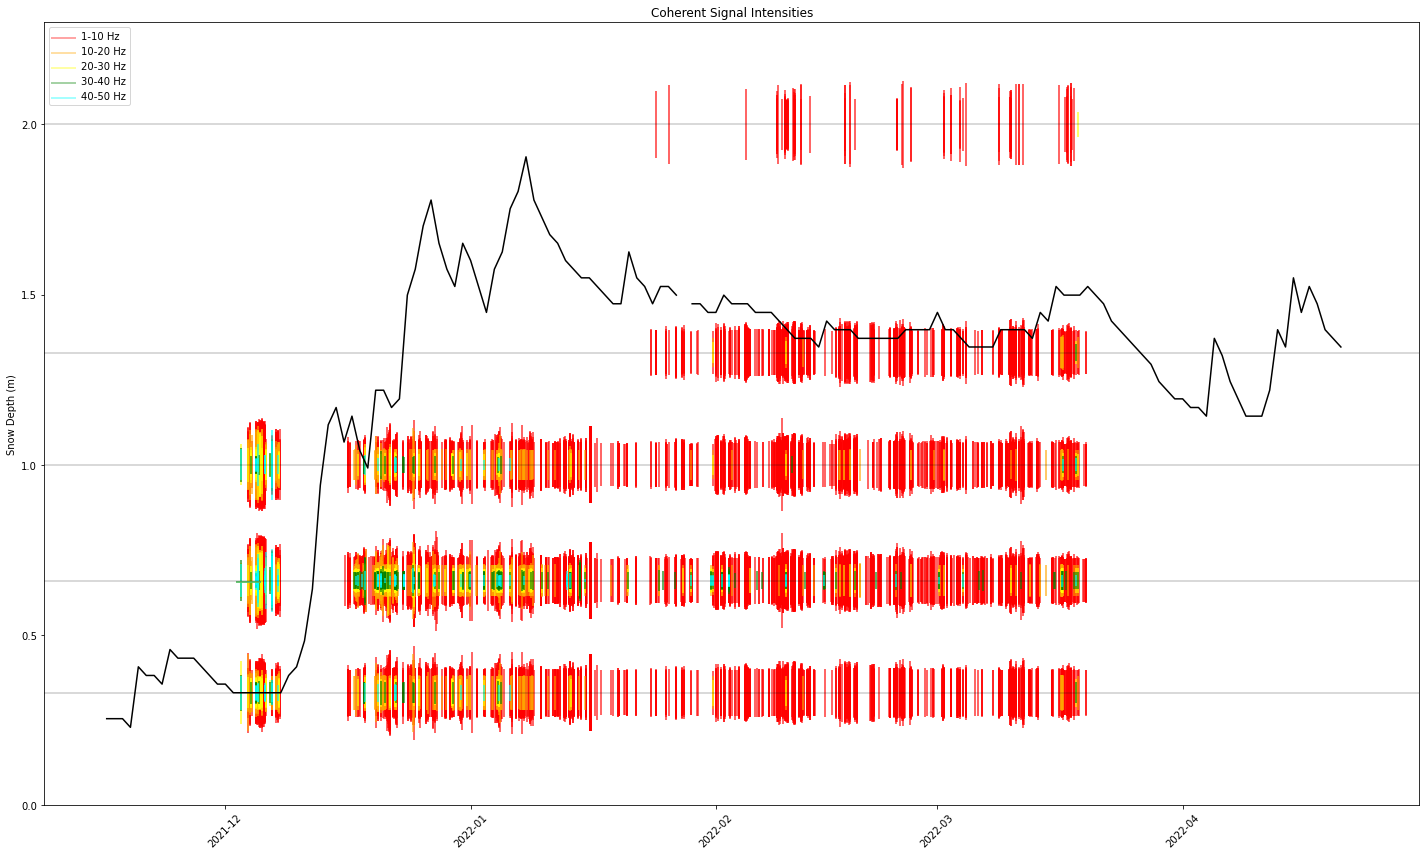 Coherent Signal Intensities
1-10 Hz
10-20 Hz
20-30 Hz
30-40 Hz
40-50 Hz
2.0
1.5
1.0
0.5
0.0
Snow Depth (m)
2021-12
2022-01
2022-02
2022-03
2022-04